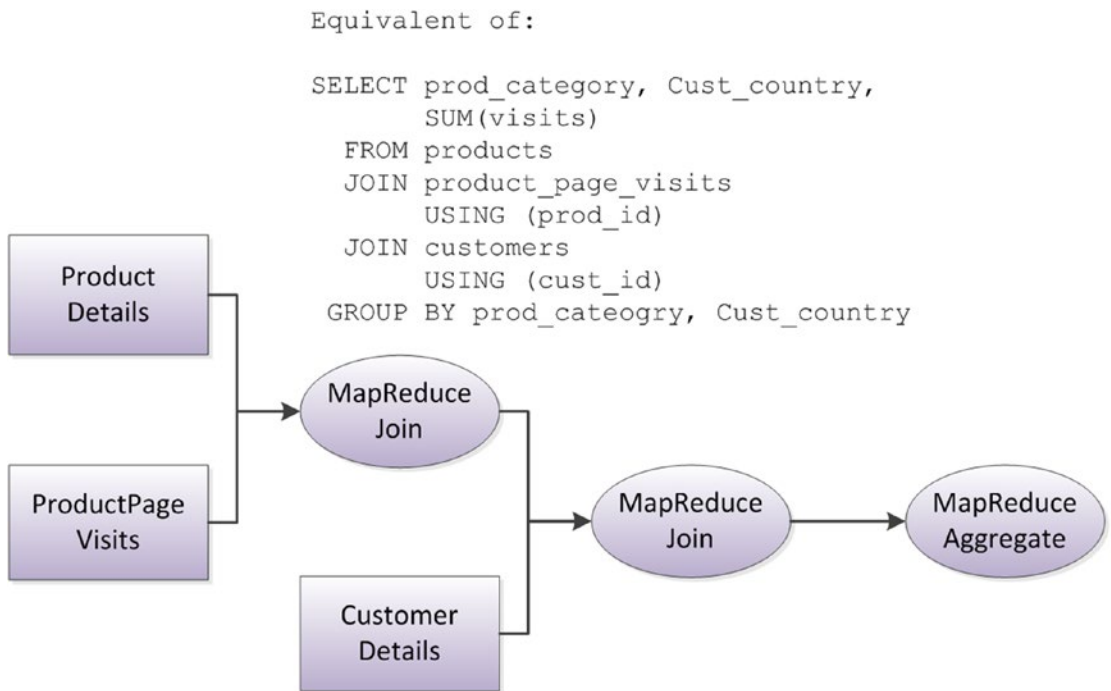 Equivalent of:
SELECT prod_category, Cust_country,
SUM(visits)
FROM products
JOIN product_page_visits
USING (prod_id)
JOIN customers
USING (cust_id)
GROUP BY prod_cateogry, Cust_country
Product
Details
MapReduce
Join
ProductPage
Visits
MapReduce
Join
MapReduce
Aggregate
Customer
Details